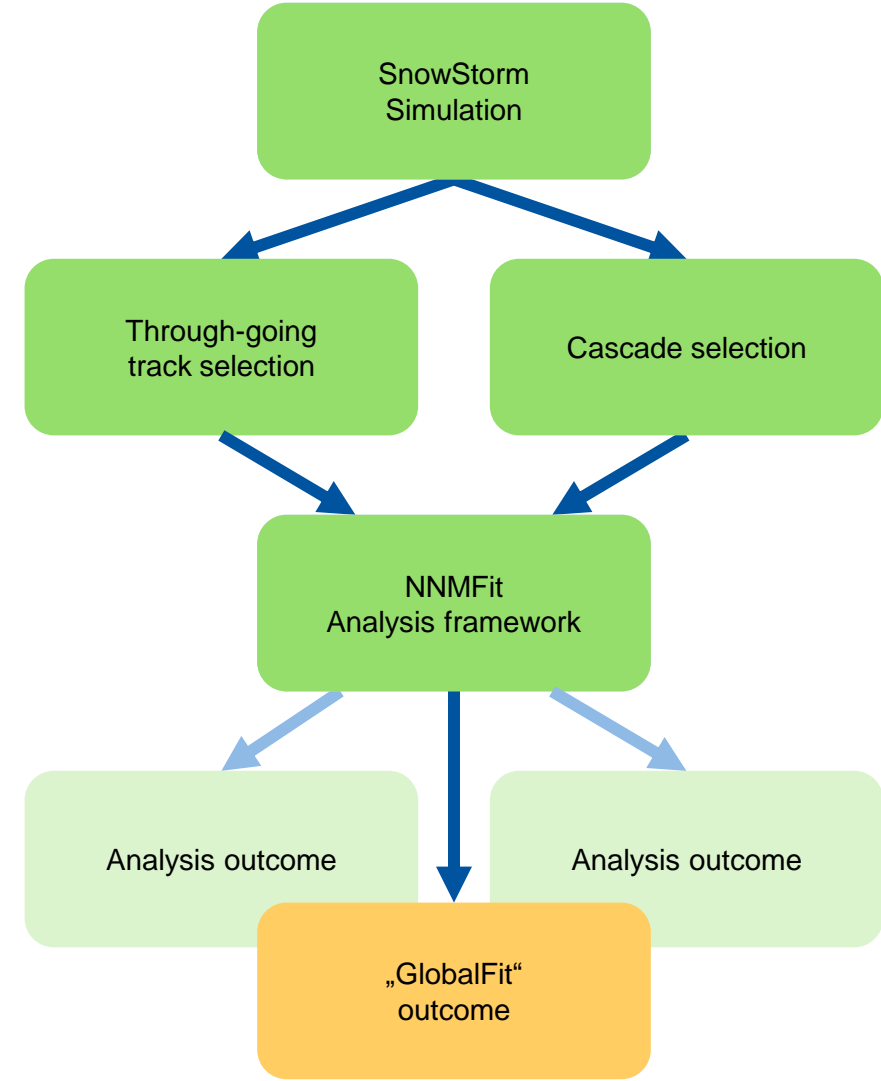 SnowStorm
Simulation
Through-going
track selection
Cascade selection
NNMFit
Analysis framework
Analysis outcome
Analysis outcome
„GlobalFit“
outcome